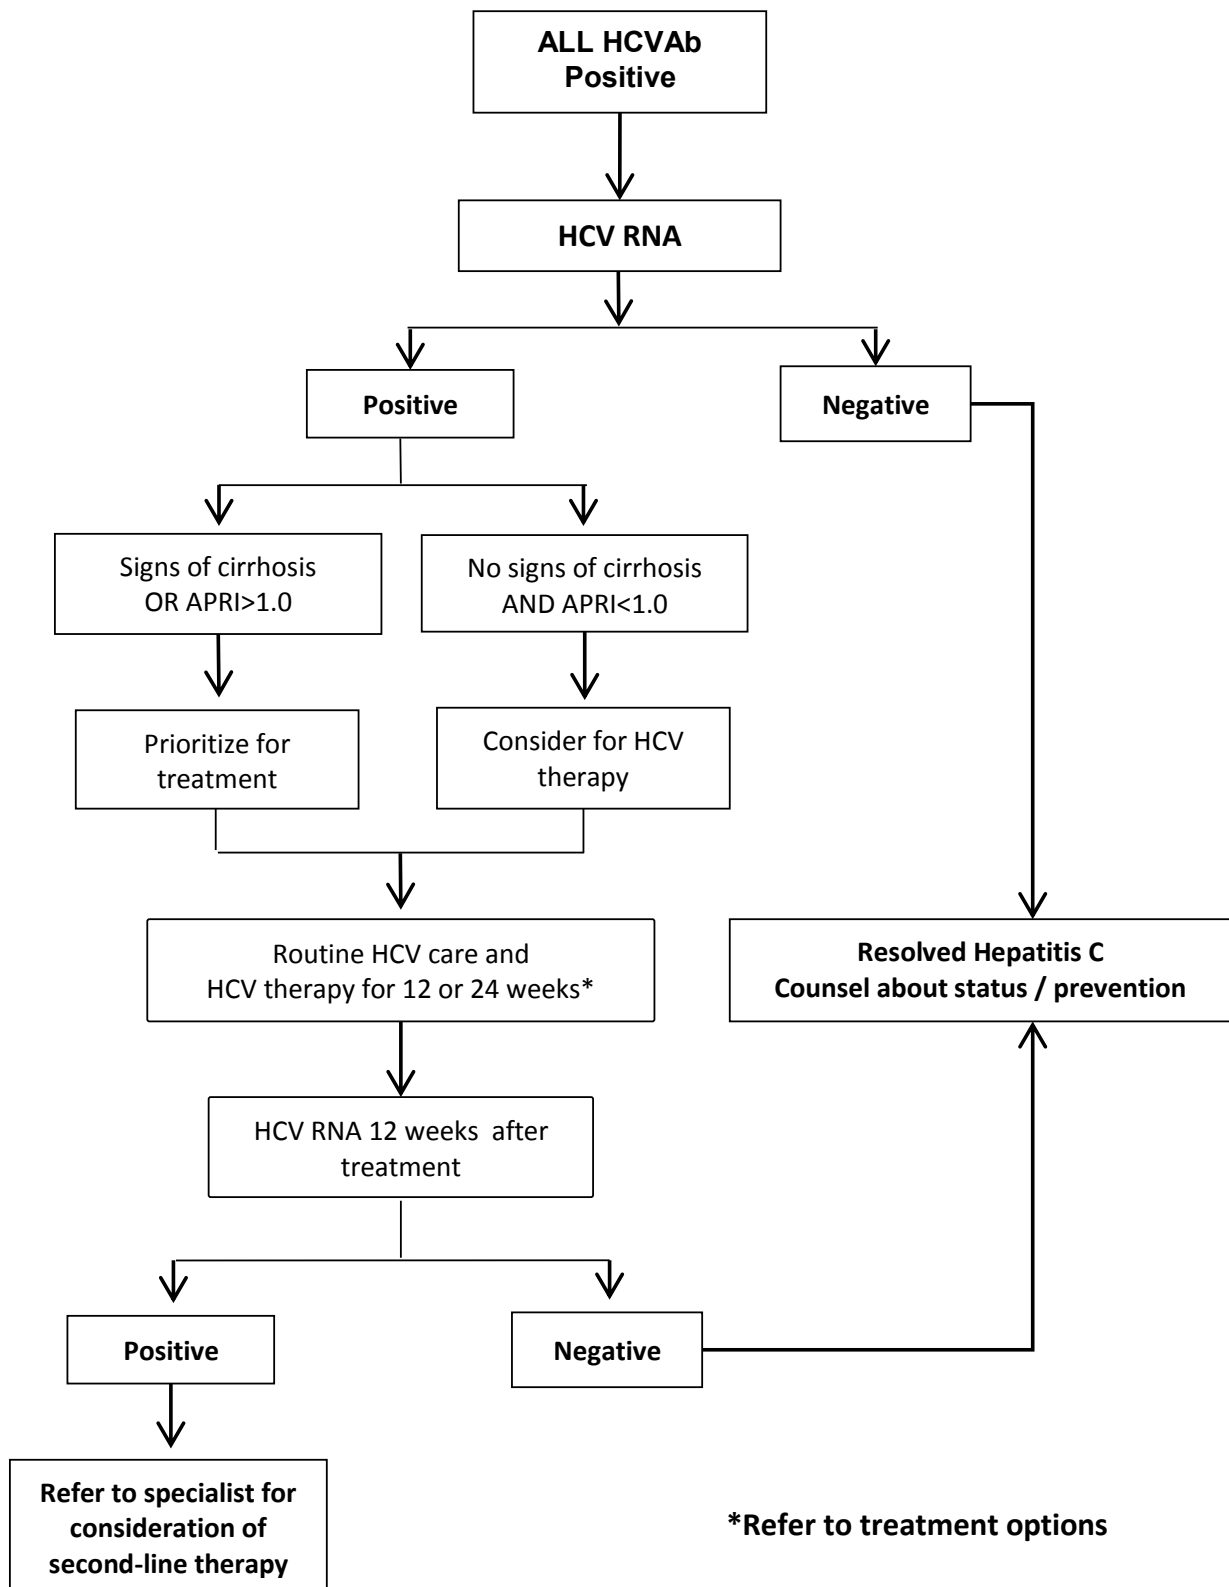 ALL HCVAb
Positive
HCV RNA
Positive
Negative
Signs of cirrhosis
OR APRI>1.0
No signs of cirrhosis
AND APRI<1.0
Prioritize for
treatment
Consider for HCV
therapy
Routine HCV care and
HCV therapy for 12 or 24 weeks*
Resolved Hepatitis C
Counsel about status / prevention
HCV RNA 12 weeks after
treatment
Positive
Negative
Refer to specialist for
consideration of
second-line therapy
*Refer to treatment options